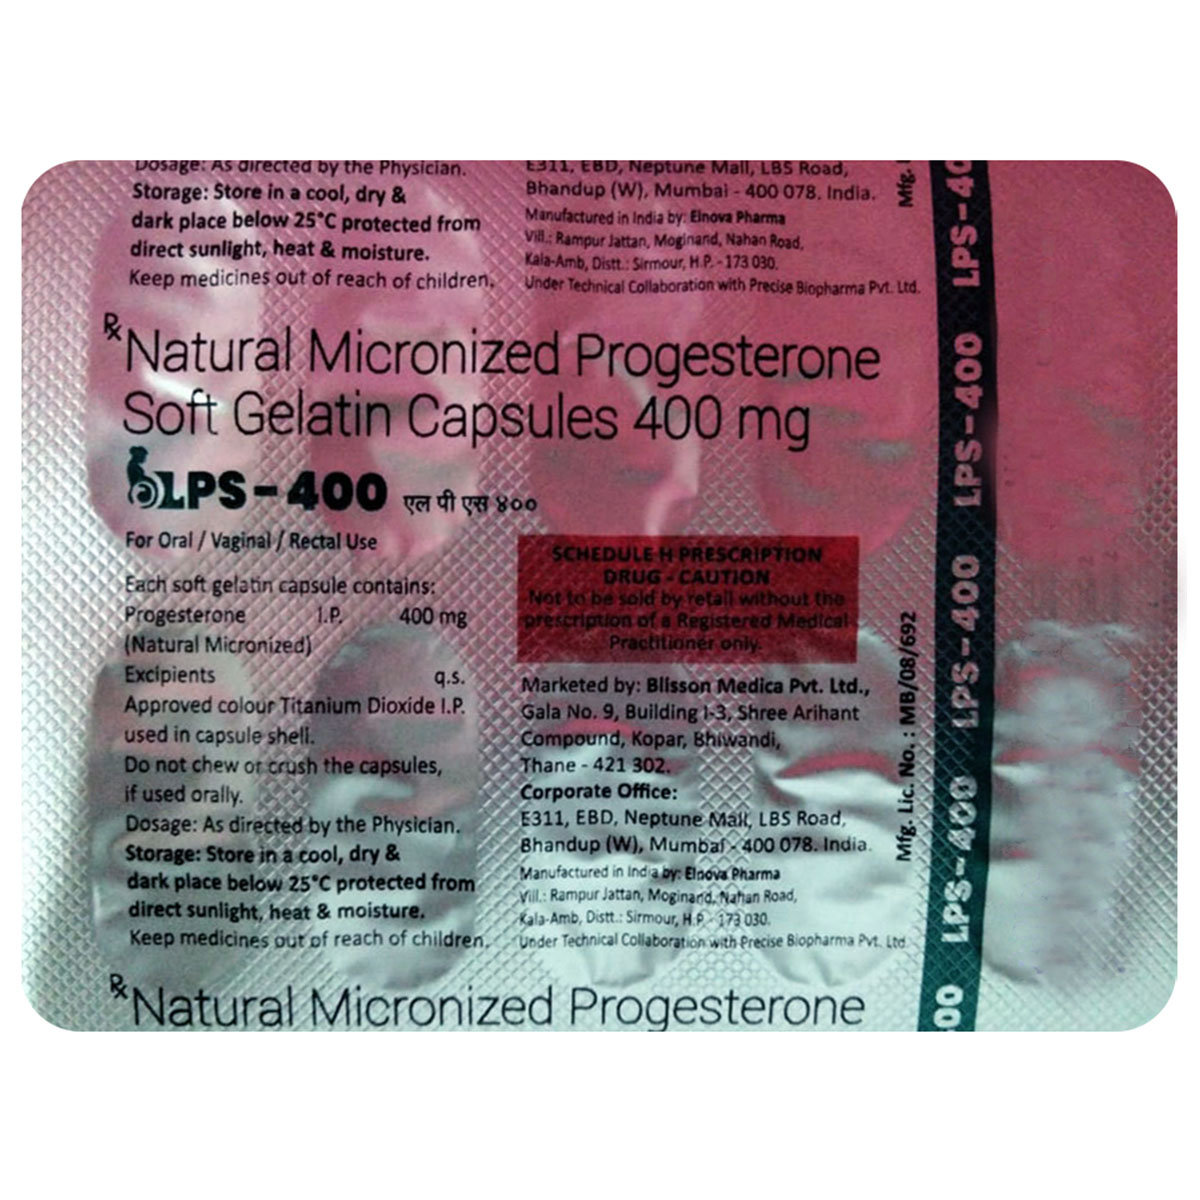 Dosage: As directed by the Physician.
Storage: Store in a cool, dry &
dark place below 25°C protected from
direct sunlight, heat & moisture.
Keep medicines out of reach of children.
E311, EBD, Neptune Mall, LBS Road,
Bhandup (W), Mumbai - 400 078. India.
Manufactured in India by: Elnova Pharma
Vill.: Rampur Jattan, Moginand, Nahan Road,
Kala-Amb, Distt.: Sirmour, H.P. - 173 030.
Under Technical Collaboration with Precise Biopharma Pvt. Ltd.
Mfg.
Rx Natural Micronized Progesterone
Soft Gelatin Capsules 400 mg
LPS-400 एल पी एस ४००
For Oral / Vaginal / Rectal Use
Each soft gelatin capsule contains:
Progesterone I.P. 400 mg
(Natural Micronized)
Excipients q.s.
Approved colour Titanium Dioxide I.P.
used in capsule shell.
Do not chew or crush the capsules,
if used orally.
Dosage: As directed by the Physician.
Storage: Store in a cool, dry &
dark place below 25°C protected from
direct sunlight, heat & moisture.
Keep medicines out of reach of children.
SCHEDULE H PRESCRIPTION
DRUG - CAUTION
Not to be sold by retail without the
prescription of a Registered Medical
Practitioner only.
Marketed by: Blisson Medica Pvt. Ltd.,
Gala No. 9, Building I-3, Shree Arihant
Compound, Kopar, Bhiwandi,
Thane - 421 302.
Corporate Office:
E311, EBD, Neptune Mall, LBS Road,
Bhandup (W), Mumbai - 400 078. India.
Manufactured in India by: Elnova Pharma
Vill.: Rampur Jattan, Moginand, Nahan Road,
Kala-Amb, Distt.: Sirmour, H.P. - 173 030.
Under Technical Collaboration with Precise Biopharma Pvt. Ltd.
Mfg. Lic. No. : MB/08/692
LPS-40
LPS-400
LPS-400
LPS-400
LPS-400
00
Rx Natural Micronized Progesterone